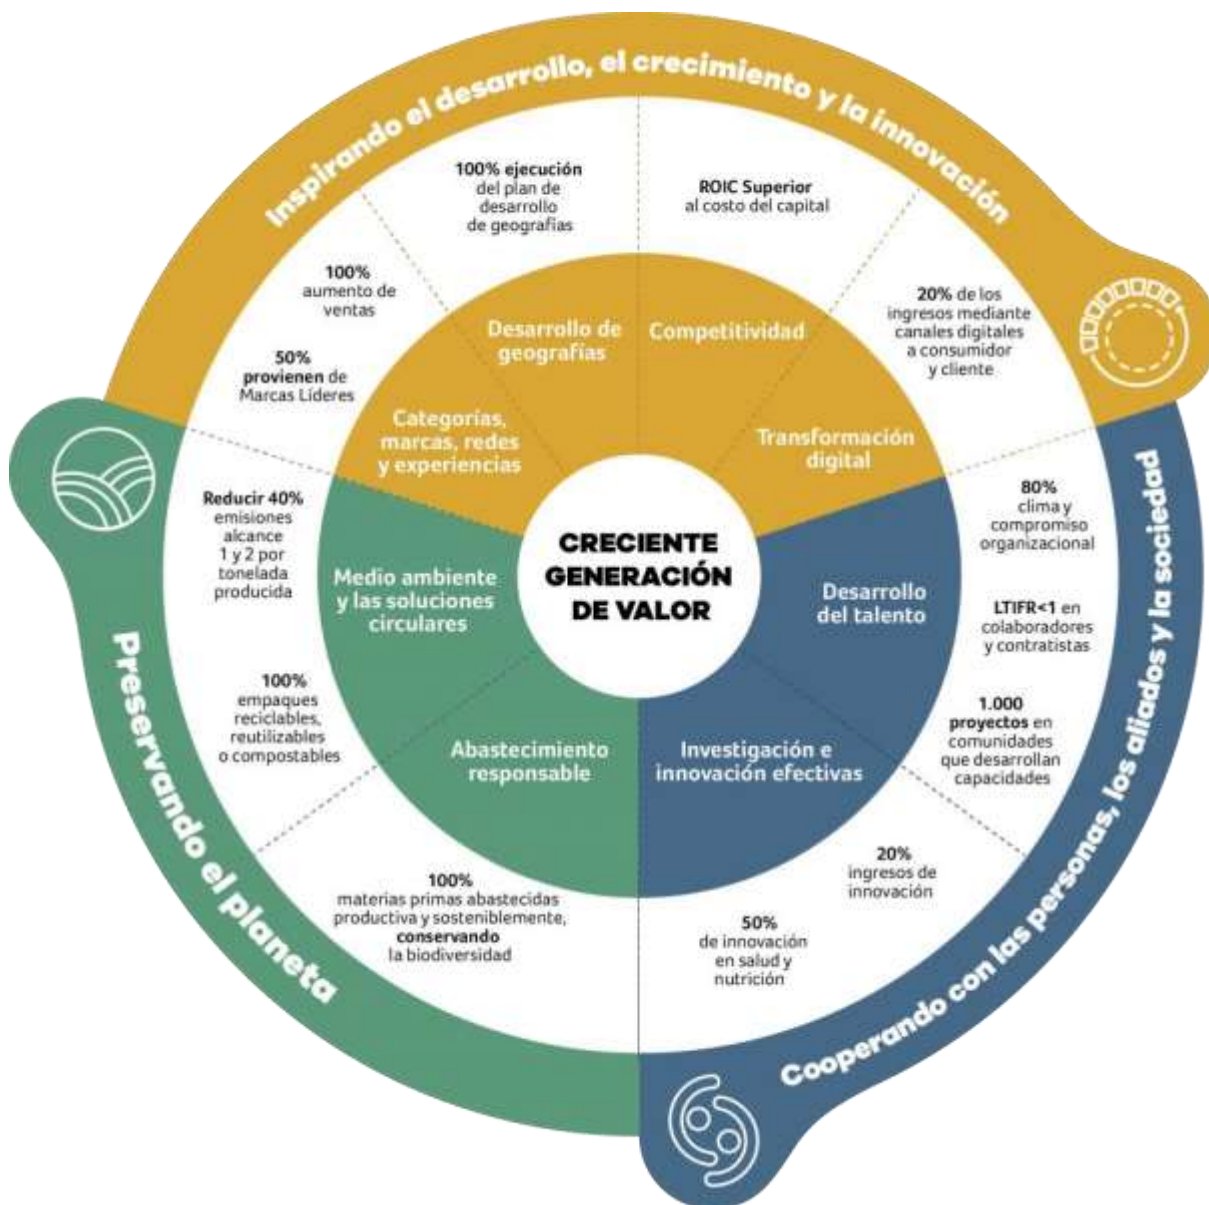 Inspirando el desarrollo, el crecimiento y la innovación
100% ejecución
del plan de
desarrollo
de geografías
ROIC Superior
al costo del capital
100%
aumento de
ventas
50%
provienen de
Marcas Líderes
20% de los
ingresos mediante
canales digitales
a consumidor
y cliente
Desarrollo de
geografías
Competitividad
Categorías,
marcas, redes
y experiencias
Transformación
digital
CRECIENTE
GENERACIÓN
DE VALOR
Preservando el planeta
Reducir 40%
emisiones
alcance
1 y 2 por
tonelada
producida
100%
empaques
reciclables,
reutilizables
o compostables
Medio ambiente
y las soluciones
circulares
Abastecimiento
responsable
100%
materias primas abastecidas
productiva y sosteniblemente,
conservando
la biodiversidad
Cooperando con las personas, los aliados y la sociedad
Desarrollo
del talento
80%
clima y
compromiso
organizacional
LTIFR<1 en
colaboradores
y contratistas
1.000
proyectos en
comunidades
que desarrollan
capacidades
Investigación e
innovación efectivas
20%
ingresos de
innovación
50%
de innovación
en salud y
nutrición